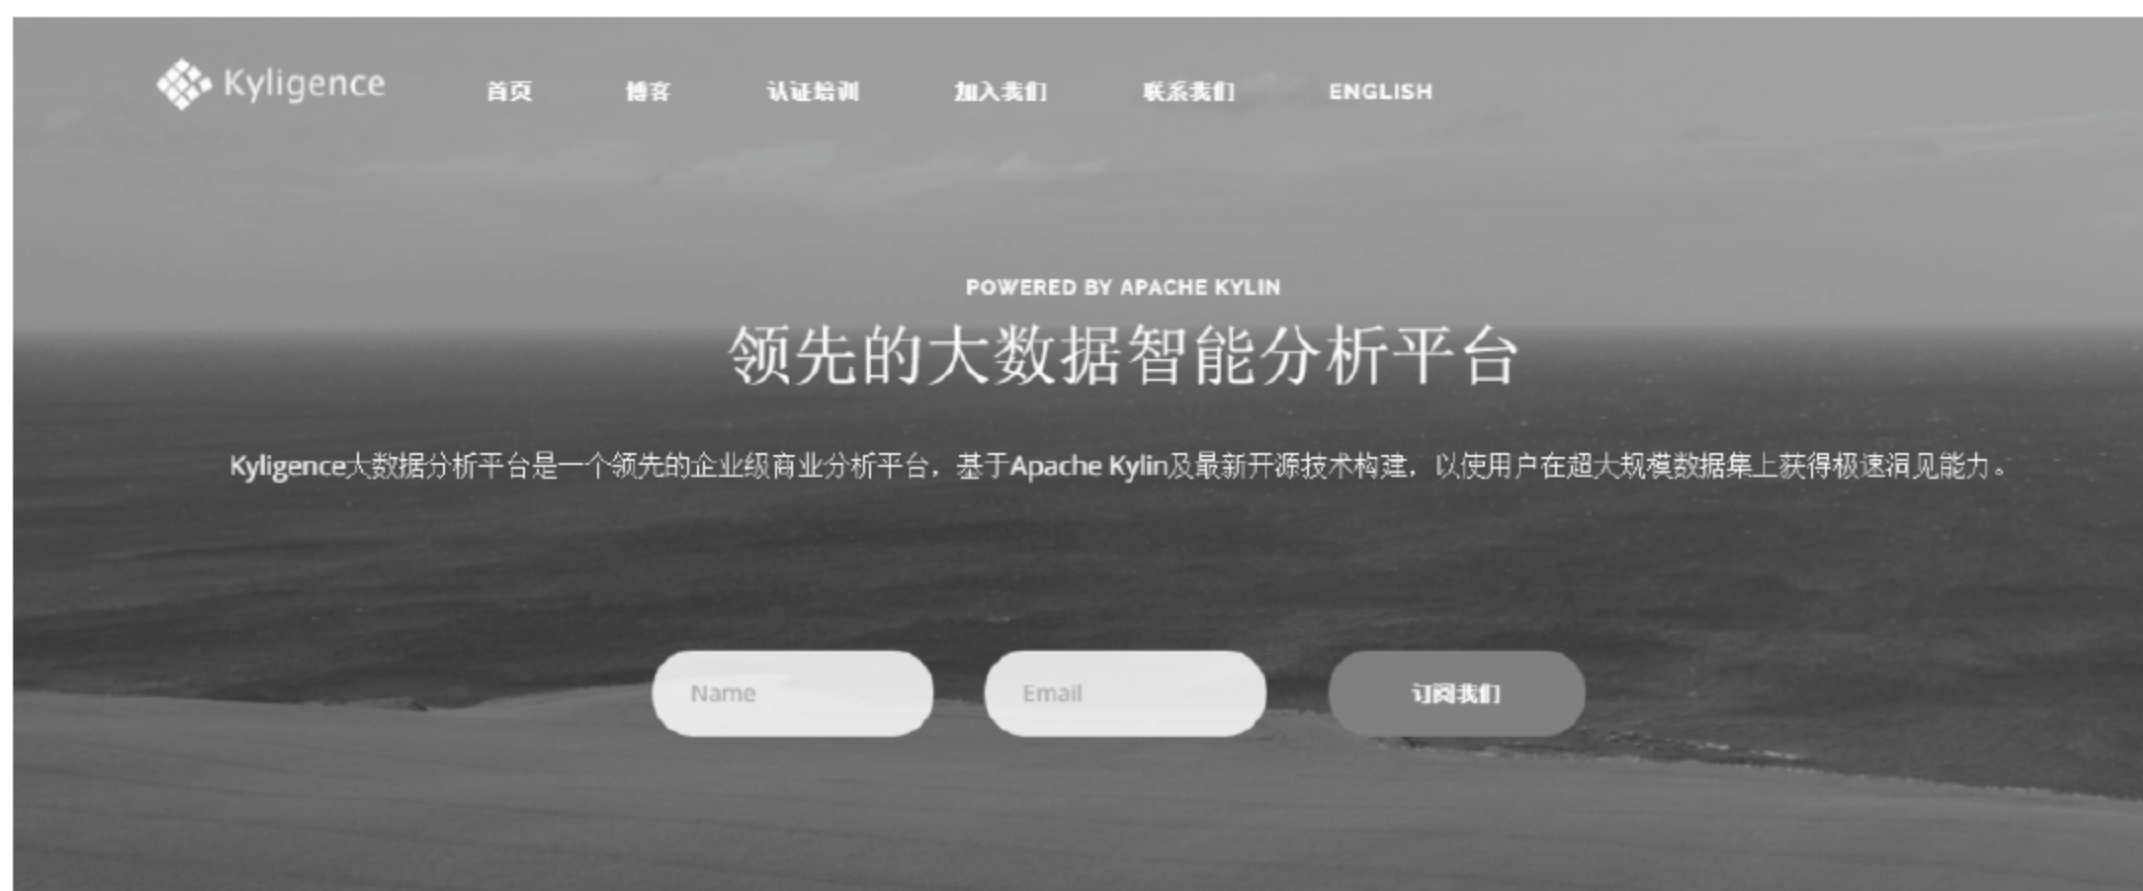 Kyligence 首页 博客 认证培训 加入我们 联系我们 ENGLISH
POWERED BY APACHE KYLIN
领先的大数据智能分析平台
Kyligence大数据分析平台是一个领先的企业级商业分析平台，基于Apache Kylin及最新开源技术构建，以使用户在超大规模数据集上获得极速洞见能力。
Name Email 订阅我们